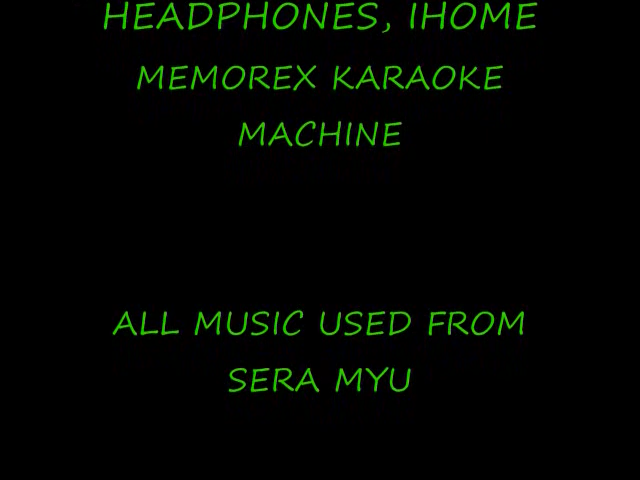 HEADPHONES, IHOME
MEMOREX KARAOKE
MACHINE
ALL MUSIC USED FROM
SERA MYU